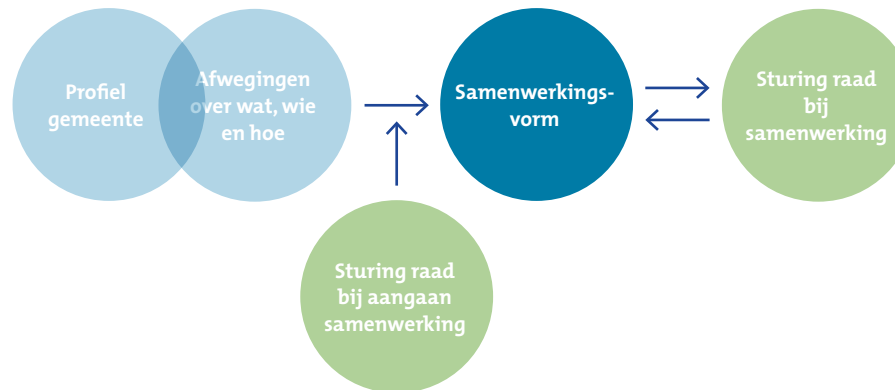 Profiel
gemeente
Afwegingen
over wat, wie
en hoe
Samenwerkings-
vorm
Sturing raad
bij
samenwerking
Sturing raad
bij aangaan
samenwerking